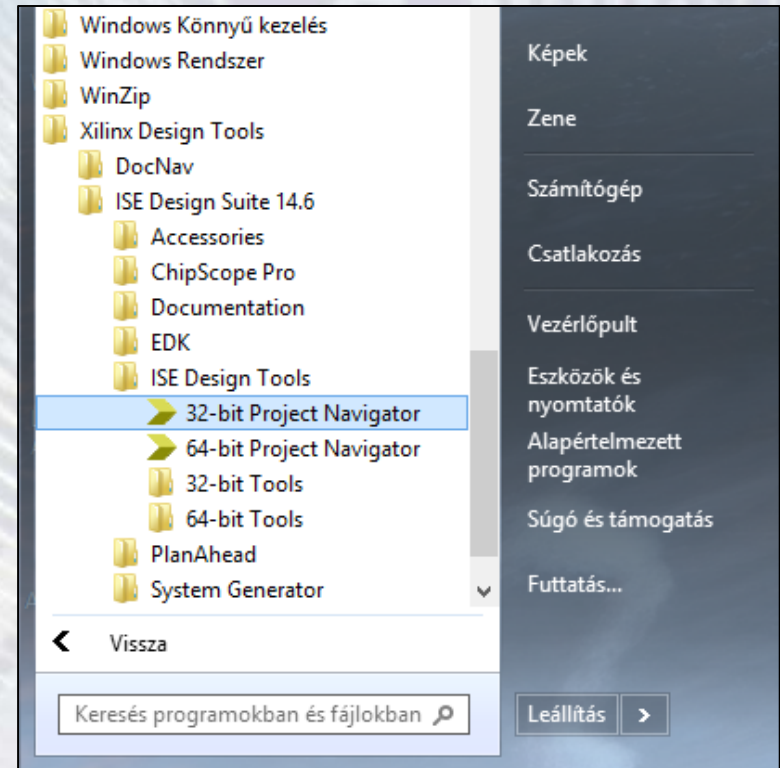 Windows Könnyű kezelés
Windows Rendszer
WinZip
Xilinx Design Tools
DocNav
ISE Design Suite 14.6
Accessories
ChipScope Pro
Documentation
EDK
ISE Design Tools
32-bit Project Navigator
64-bit Project Navigator
32-bit Tools
64-bit Tools
PlanAhead
System Generator
Vissza
Keresés programokban és fájlokban
Képek
Zene
Számítógép
Csatlakozás
Vezérlőpult
Eszközök és
nyomtatók
Alapértelmezett
programok
Súgó és támogatás
Futtatás...
Leállítás